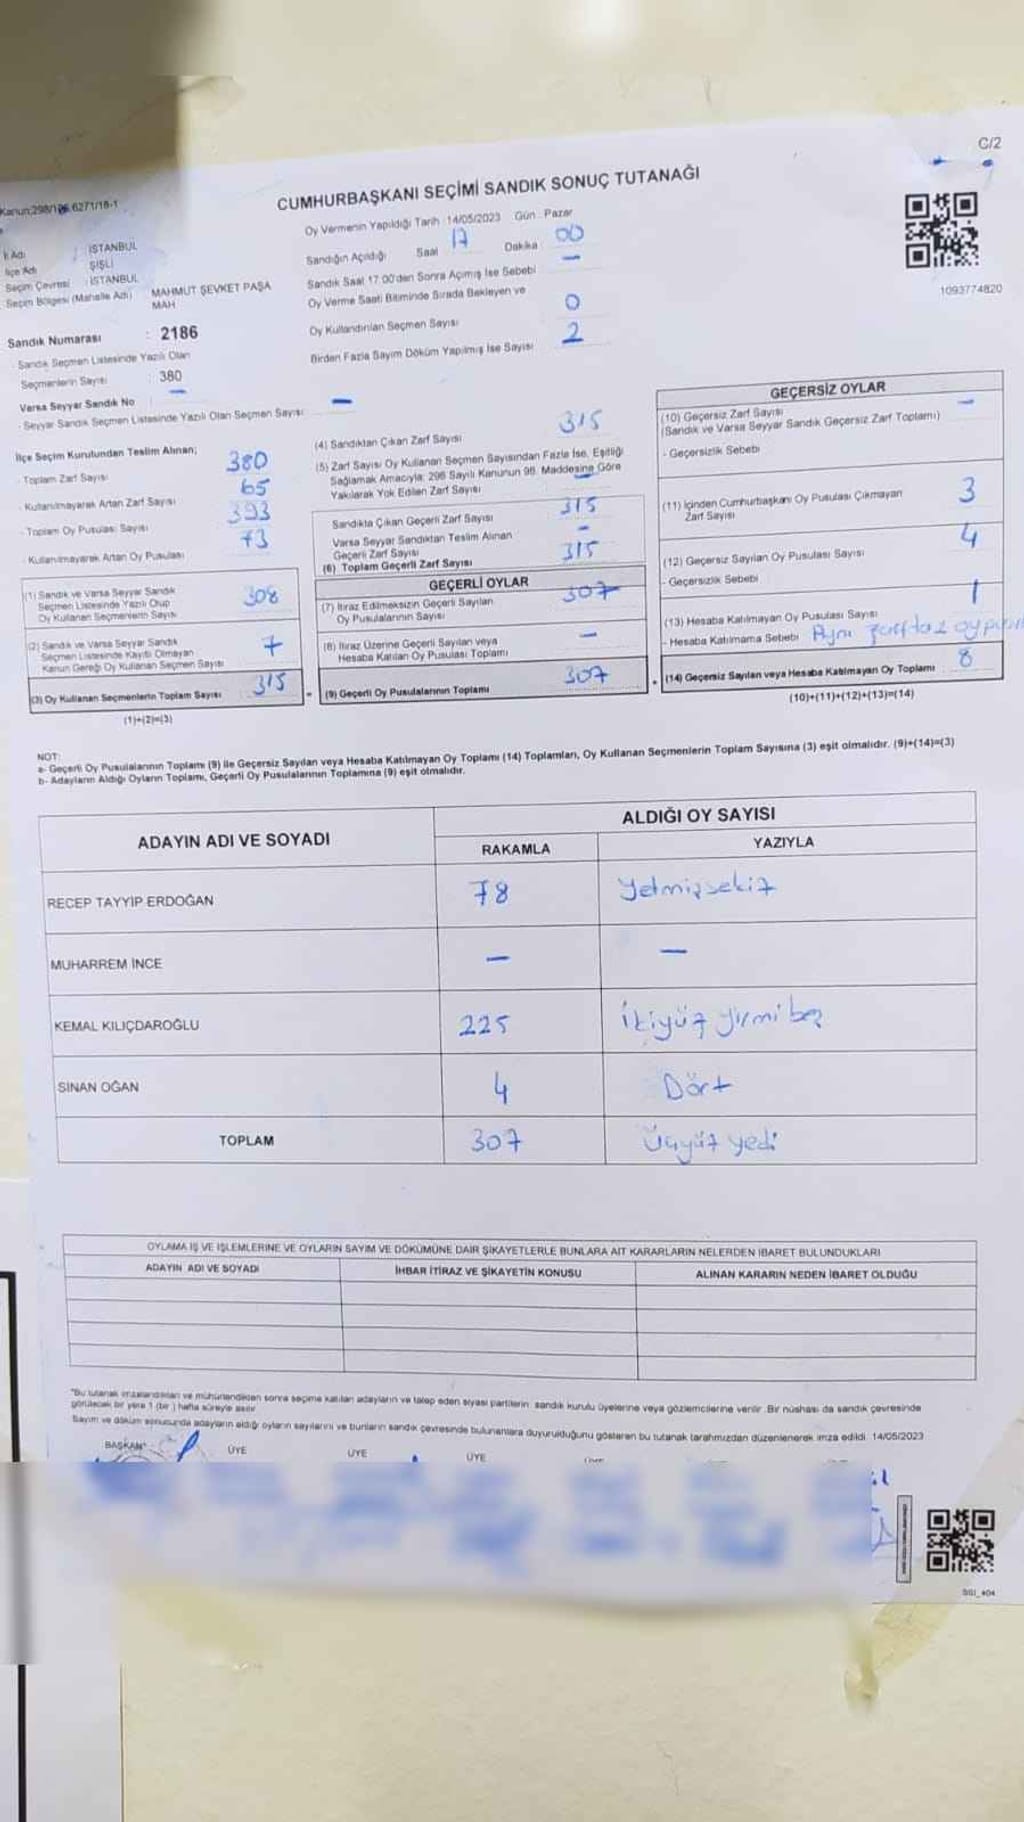 C/2
Kanun:298/106,6271/18-1
CUMHURBAŞKANI SEÇİMİ SANDIK SONUÇ TUTANAĞI
Oy Vermenin Yapıldığı Tarih 14/05/2023 Gün : Pazar
İl Adı : İSTANBUL
İlçe Adı : ŞİŞLİ
Seçim Çevresi : İSTANBUL
Seçim Bölgesi (Mahalle Adı) MAHMUT ŞEVKET PAŞA MAH
Sandığın Açıldığı Saat 17 Dakika 00
Sandık Saat 17:00'den Sonra Açımış İse Sebebi —
Oy Verme Saati Bitiminde Sırada Bekleyen ve
Oy Kullandırılan Seçmen Sayısı 0
Birden Fazla Sayım Döküm Yapılmış İse Sayısı 2
1093774820
Sandık Numarası : 2186
- Sandık Seçmen Listesinde Yazılı Olan
Seçmenlerin Sayısı : 380
Varsa Seyyar Sandık No —
- Seyyar Sandık Seçmen Listesinde Yazılı Olan Seçmen Sayısı —
İlçe Seçim Kurulundan Teslim Alınan;
- Toplam Zarf Sayısı 380
- Kullanılmayarak Artan Zarf Sayısı 65
- Toplam Oy Pusulası Sayısı 393
- Kullanılmayarak Artan Oy Pusulası 73
(1) Sandık ve Varsa Seyyar Sandık
Seçmen Listesinde Yazılı Olup
Oy Kullanan Seçmenlerin Sayısı 308
(2) Sandık ve Varsa Seyyar Sandık
Seçmen Listesinde Kaydı Olmayan
Kanun Gereği Oy Kullanan Seçmen Sayısı 7
(3) Oy Kullanan Seçmenlerin Toplam Sayısı 315
(1)+(2)=(3)
(4) Sandıktan Çıkan Zarf Sayısı 315
(5) Zarf Sayısı Oy Kullanan Seçmen Sayısından Fazla İse, Eşitliği
Sağlamak Amacıyla; 298 Sayılı Kanunun 98. Maddesine Göre
Yakılarak Yok Edilen Zarf Sayısı —
Sandıkta Çıkan Geçerli Zarf Sayısı 315
Varsa Seyyar Sandıktan Teslim Alınan
Geçerli Zarf Sayısı -
(6) Toplam Geçerli Zarf Sayısı 315
GEÇERLİ OYLAR
(7) İtiraz Edilmeksizin Geçerli Sayılan
Oy Pusulalarının Sayısı 307
(8) İtiraz Üzerine Geçerli Sayılan veya
Hesaba Katılan Oy Pusulası Toplamı —
= (9) Geçerli Oy Pusulalarının Toplamı 307
GEÇERSİZ OYLAR
(10) Geçersiz Zarf Sayısı —
(Sandık ve Varsa Seyyar Sandık Geçersiz Zarf Toplamı)
- Geçersizlik Sebebi
(11) İçinden Cumhurbaşkanı Oy Pusulası Çıkmayan
Zarf Sayısı 3
(12) Geçersiz Sayılan Oy Pusulası Sayısı 4
- Geçersizlik Sebebi
(13) Hesaba Katılmayan Oy Pusulası Sayısı 1
- Hesaba Katılmama Sebebi Aynı zarfta 2 oy
+ (14) Geçersiz Sayılan veya Hesaba Katılmayan Oy Toplamı 8
(10)+(11)+(12)+(13)=(14)
NOT:
a- Geçerli Oy Pusulalarının Toplamı (9) ile Geçersiz Sayılan veya Hesaba Katılmayan Oy Toplamı (14) Toplamları, Oy Kullanan Seçmenlerin Toplam Sayısına (3) eşit olmalıdır. (9)+(14)=(3)
b- Adayların Aldığı Oyların Toplamı, Geçerli Oy Pusulalarının Toplamına (9) eşit olmalıdır.
ADAYIN ADI VE SOYADI ALDIĞI OY SAYISI
RAKAMLA YAZIYLA
RECEP TAYYİP ERDOĞAN 78 Yetmişsekiz
MUHARREM İNCE — —
KEMAL KILIÇDAROĞLU 225 İkiyüz yirmi beş
SİNAN OĞAN 4 Dört
TOPLAM 307 Üçyüz yedi
OYLAMA İŞ VE İŞLEMLERİNE VE OYLARIN SAYIM VE DÖKÜMÜNE DAİR ŞİKAYETLERLE BUNLARA AİT KARARLARIN NELERDEN İBARET BULUNDUKLARI
ADAYIN ADI VE SOYADI İHBAR İTİRAZ VE ŞİKAYETİN KONUSU ALINAN KARARIN NEDEN İBARET OLDUĞU
"Bu tutanak imzalandıktan ve mühürlendikten sonra seçime katılan adayların ve talep eden siyasi partilerin sandık kurulu üyelerine veya gözlemcilerine verilir. Bir nüshası da sandık çevresinde
görülecek bir yere 1 (bir ) hafta süreyle asılır
Sayım ve döküm sonucunda adayların aldığı oyların sayılarını ve bunların sandık çevresinde bulunanlara duyurulduğunu gösteren bu tutanak tarafımızdan düzenlenerek imza edildi. 14/05/2023
BAŞKAN ÜYE ÜYE ÜYE